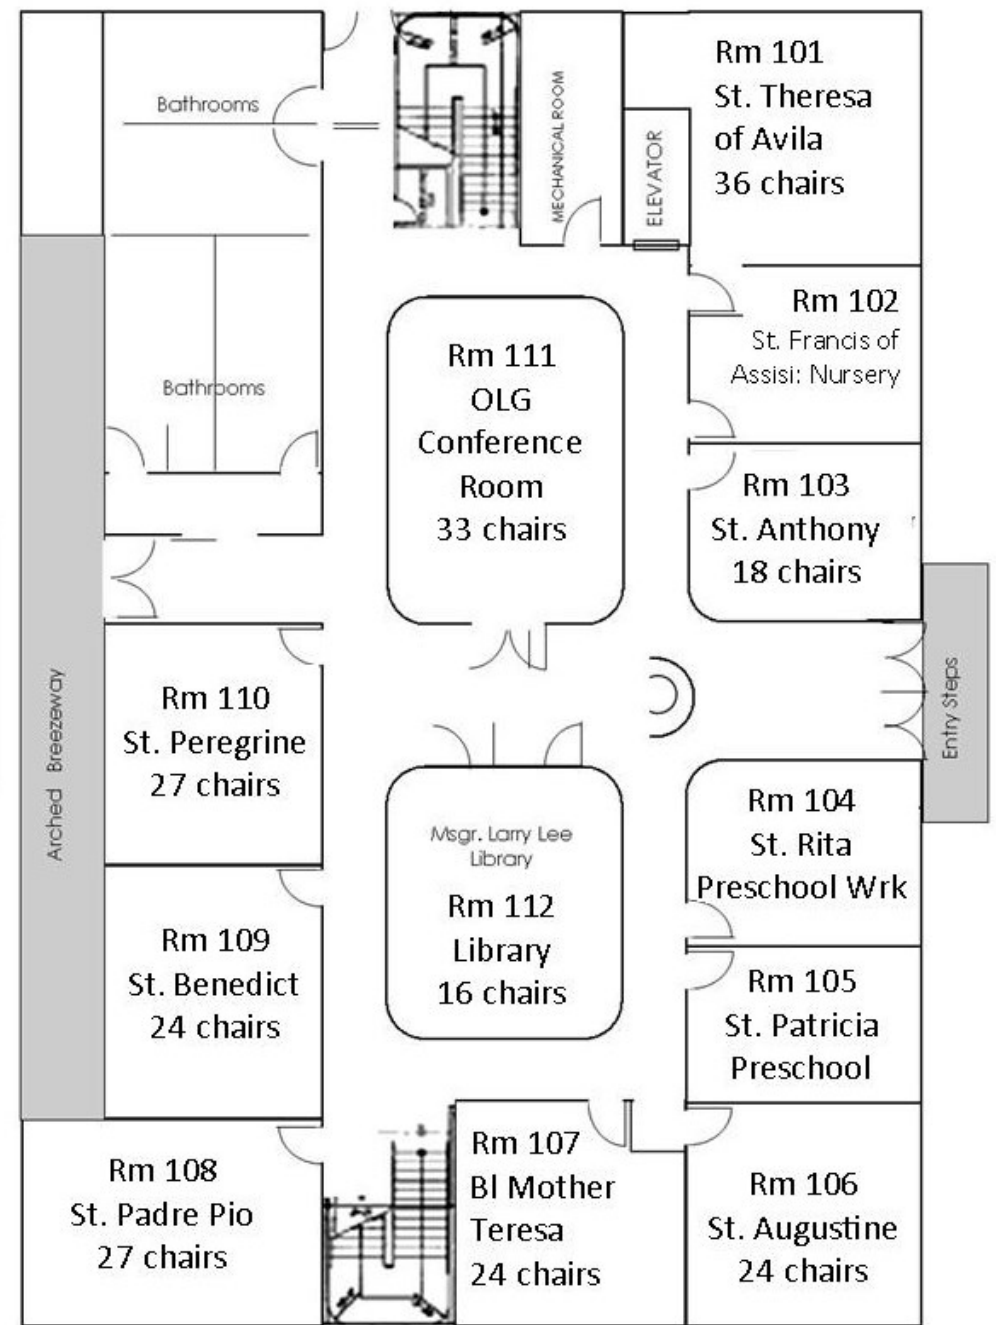 Bathrooms
MECHANICAL ROOM
ELEVATOR
Rm 101
St. Theresa
of Avila
36 chairs
Rm 102
St. Francis of
Assisi: Nursery
Bathrooms
Rm 111
OLG
Conference
Room
33 chairs
Rm 103
St. Anthony
18 chairs
Arched Breezeway
Entry Steps
Rm 110
St. Peregrine
27 chairs
Msgr. Larry Lee
Library
Rm 112
Library
16 chairs
Rm 104
St. Rita
Preschool Wrk
Rm 109
St. Benedict
24 chairs
Rm 105
St. Patricia
Preschool
Rm 108
St. Padre Pio
27 chairs
Rm 107
Bl Mother
Teresa
24 chairs
Rm 106
St. Augustine
24 chairs